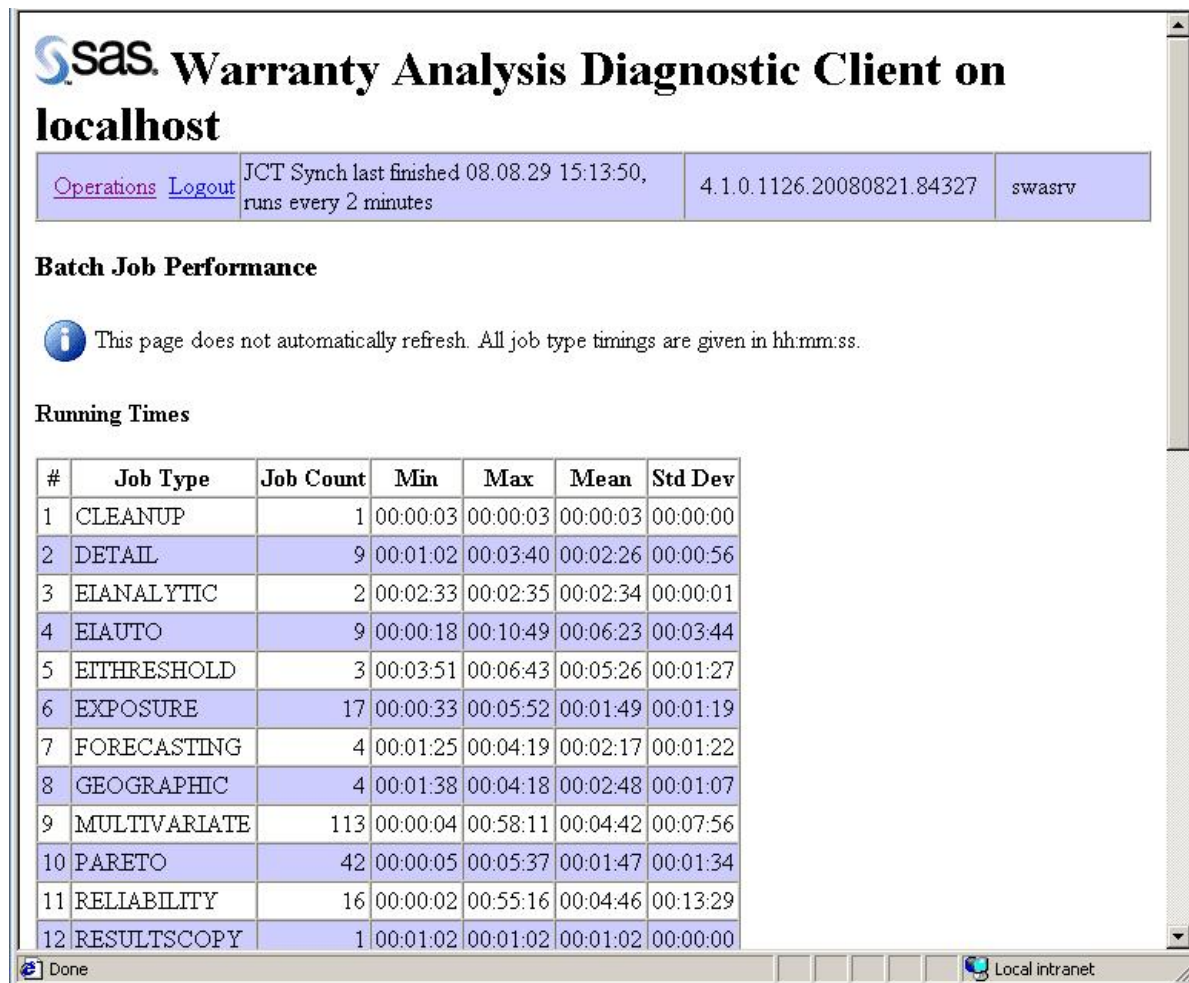 sas. Warranty Analysis Diagnostic Client on
localhost
Operations Logout JCT Synch last finished 08.08.29 15:13:50, 4.1.0.1126.20080821.84327 swasrv
runs every 2 minutes
Batch Job Performance
This page does not automatically refresh. All job type timings are given in hh:mm:ss.
Running Times
# Job Type Job Count Min Max Mean Std Dev
1 CLEANUP 1 00:00:03 00:00:03 00:00:03 00:00:00
2 DETAIL 9 00:01:02 00:03:40 00:02:26 00:00:56
3 EIANALYTIC 2 00:02:33 00:02:35 00:02:34 00:00:01
4 EIAUTO 9 00:00:18 00:10:49 00:06:23 00:03:44
5 EITHRESHOLD 3 00:03:51 00:06:43 00:05:26 00:01:27
6 EXPOSURE 17 00:00:33 00:05:52 00:01:49 00:01:19
7 FORECASTING 4 00:01:25 00:04:19 00:02:17 00:01:22
8 GEOGRAPHIC 4 00:01:38 00:04:18 00:02:48 00:01:07
9 MULTIVARIATE 113 00:00:04 00:58:11 00:04:42 00:07:56
10 PARETO 42 00:00:05 00:05:37 00:01:47 00:01:34
11 RELIABILITY 16 00:00:02 00:55:16 00:04:46 00:13:29
12 RESULTSCOPY 1 00:01:02 00:01:02 00:01:02 00:00:00
Done Local intranet